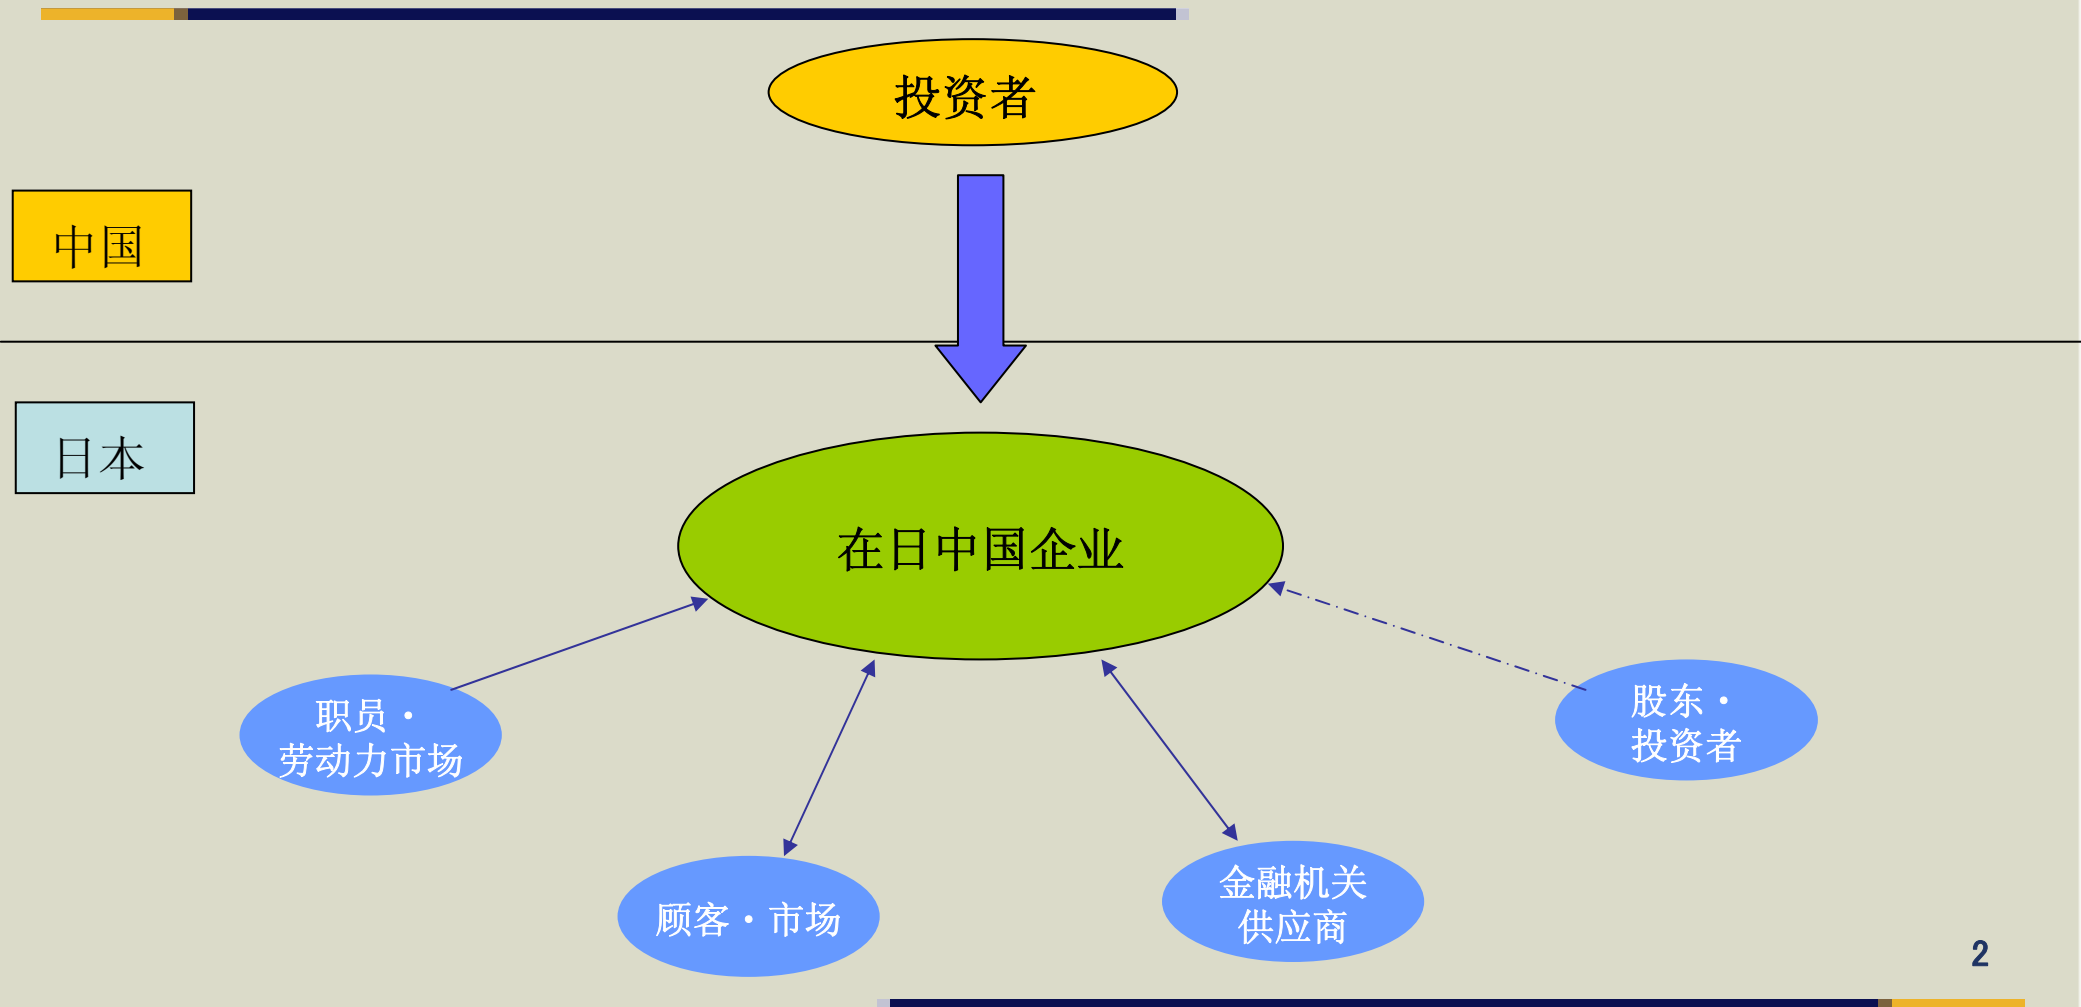 投资者
中国
日本
在日中国企业
职员・
劳动力市场
股东・
投资者
顾客・市场
金融机关
供应商
2